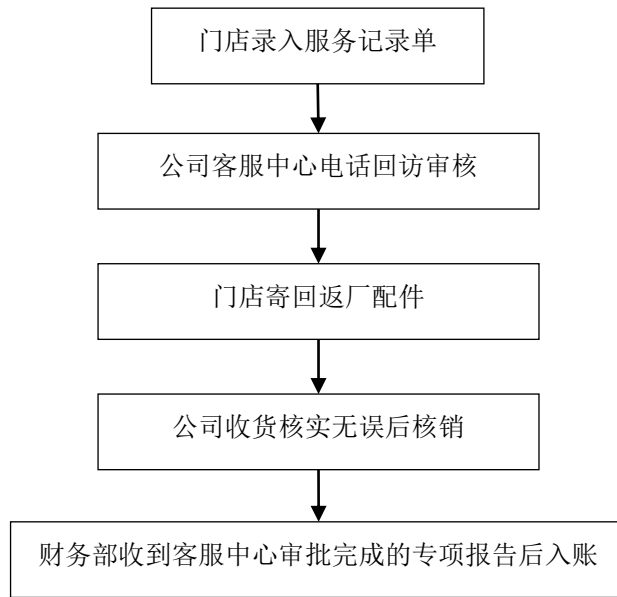 门店录入服务记录单
公司客服中心电话回访审核
门店寄回返厂配件
公司收货核实无误后核销
财务部收到客服中心审批完成的专项报告后入账